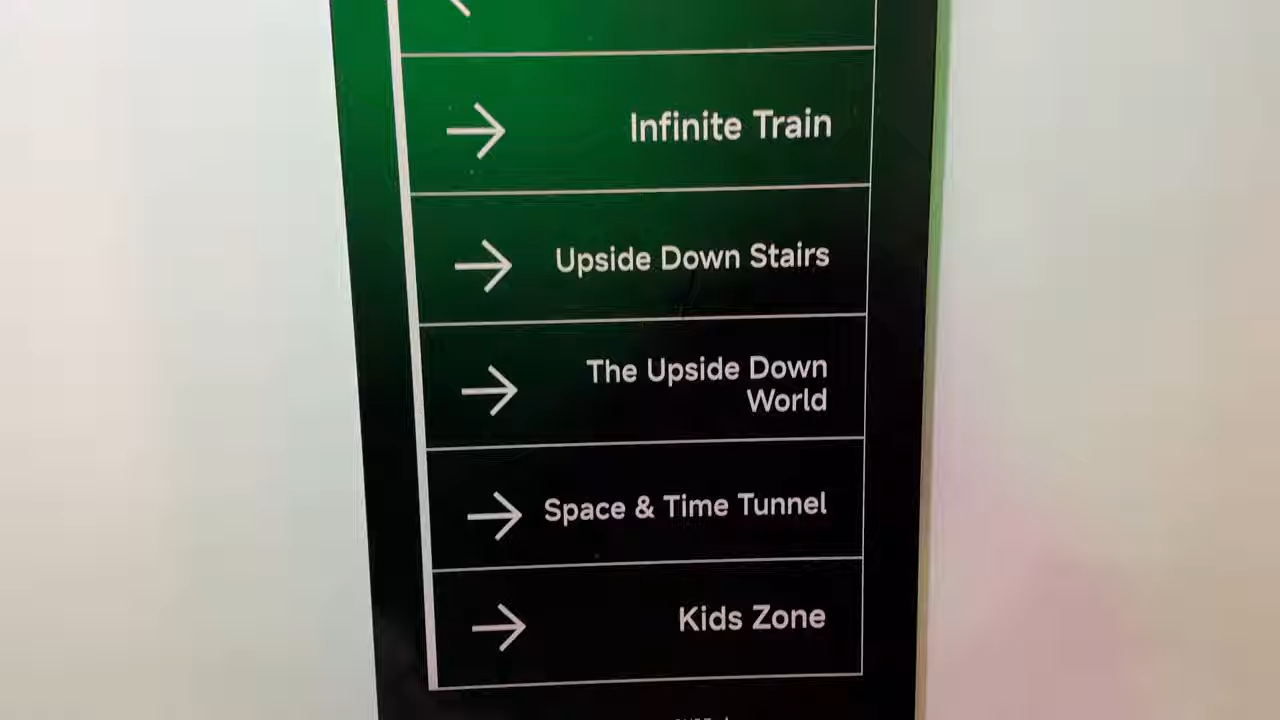 Infinite Train
Upside Down Stairs
The Upside Down
World
Space & Time Tunnel
Kids Zone